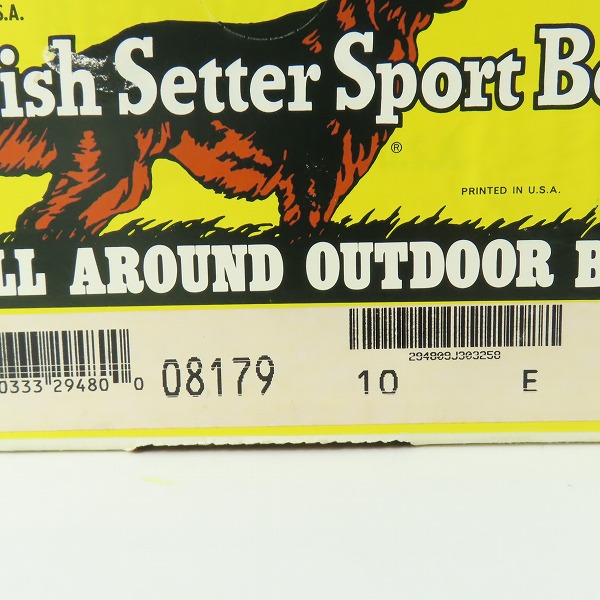 S.A.
ish Setter Sport Bo
®
PRINTED IN U.S.A.
LL AROUND OUTDOOR B
0333 29480 0
08179
294809J303258
10 E